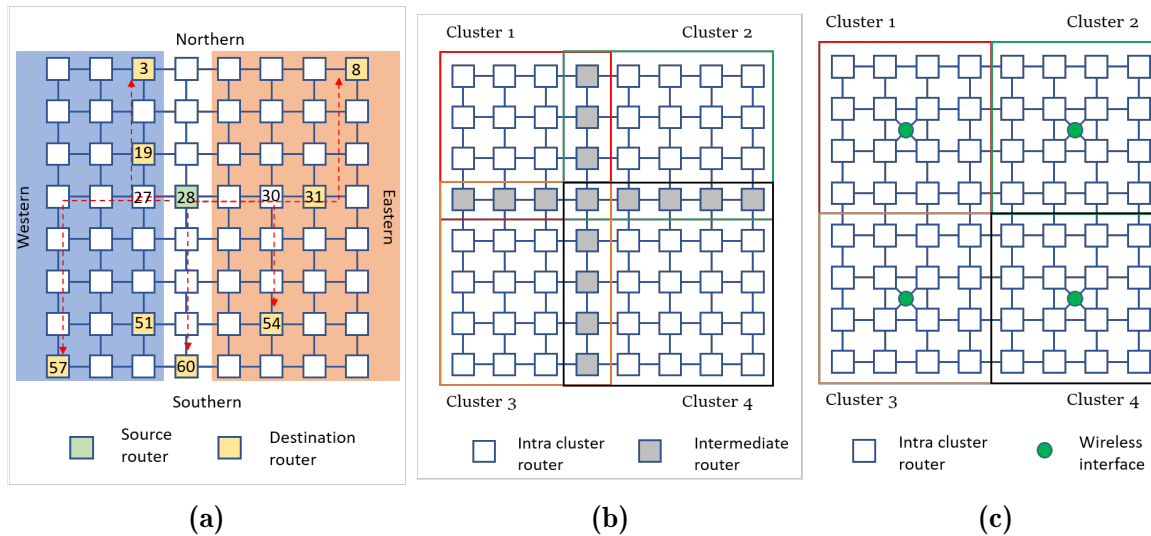 Northern
3
8
19
Western
27
28
30
31
Eastern
51
54
57
60
Southern
Source
router
Destination
router
(a)
Cluster 1
Cluster 2
Cluster 3
Cluster 4
Intra cluster
router
Intermediate
router
(b)
Cluster 1
Cluster 2
Cluster 3
Cluster 4
Intra cluster
router
Wireless
interface
(c)